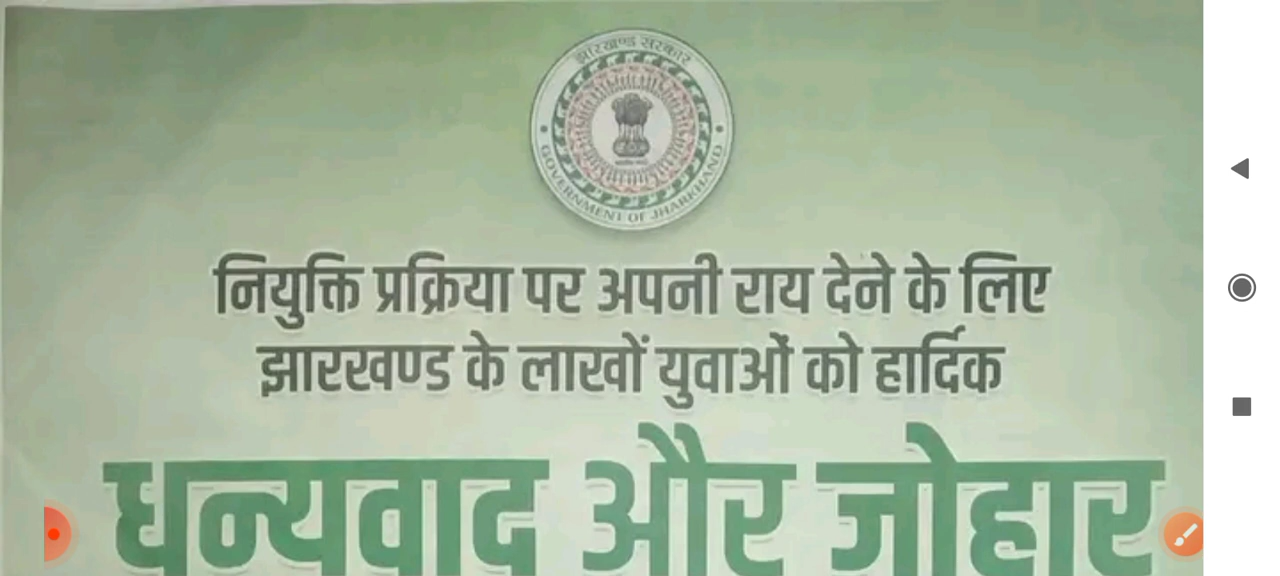 झारखण्ड सरकार
GOVERNMENT OF JHARKHAND
नियुक्ति प्रक्रिया पर अपनी राय देने के लिए
झारखण्ड के लाखों युवाओं को हार्दिक
धन्यवाद और जोहार